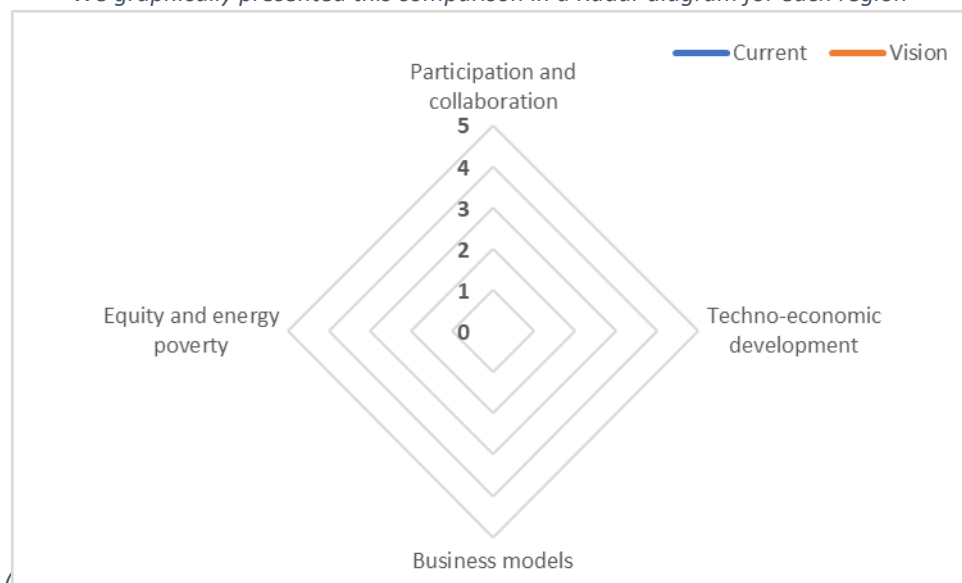 We graphically presented this comparison in a Radar diagram for each region
Current Vision
Participation and
collaboration
5
4
3
2
1
0
Equity and energy
poverty
Techno-economic
development
Business models
(